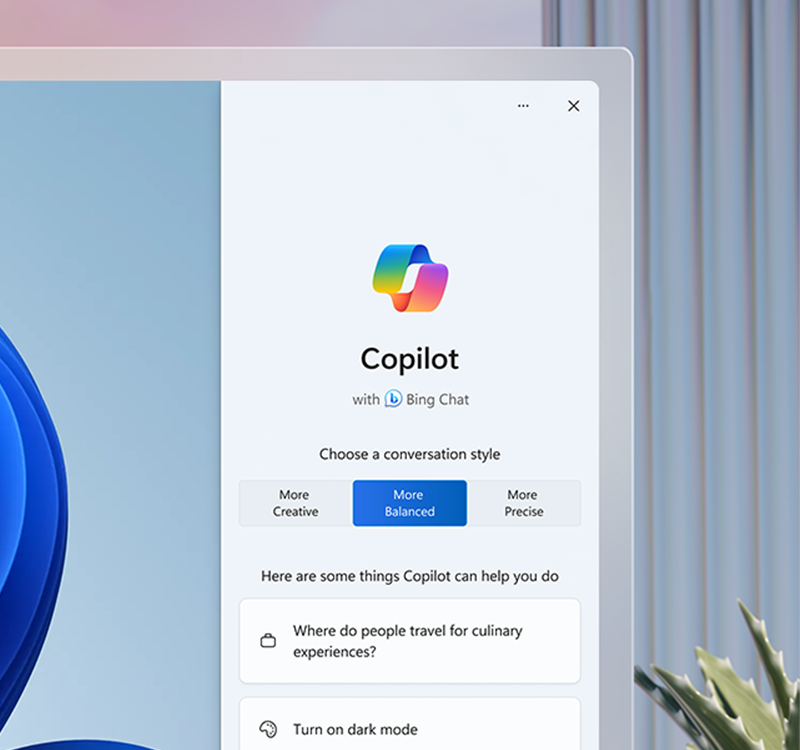 Copilot
with Bing Chat
Choose a conversation style
More Creative
More Balanced
More Precise
Here are some things Copilot can help you do
Where do people travel for culinary
experiences?
Turn on dark mode